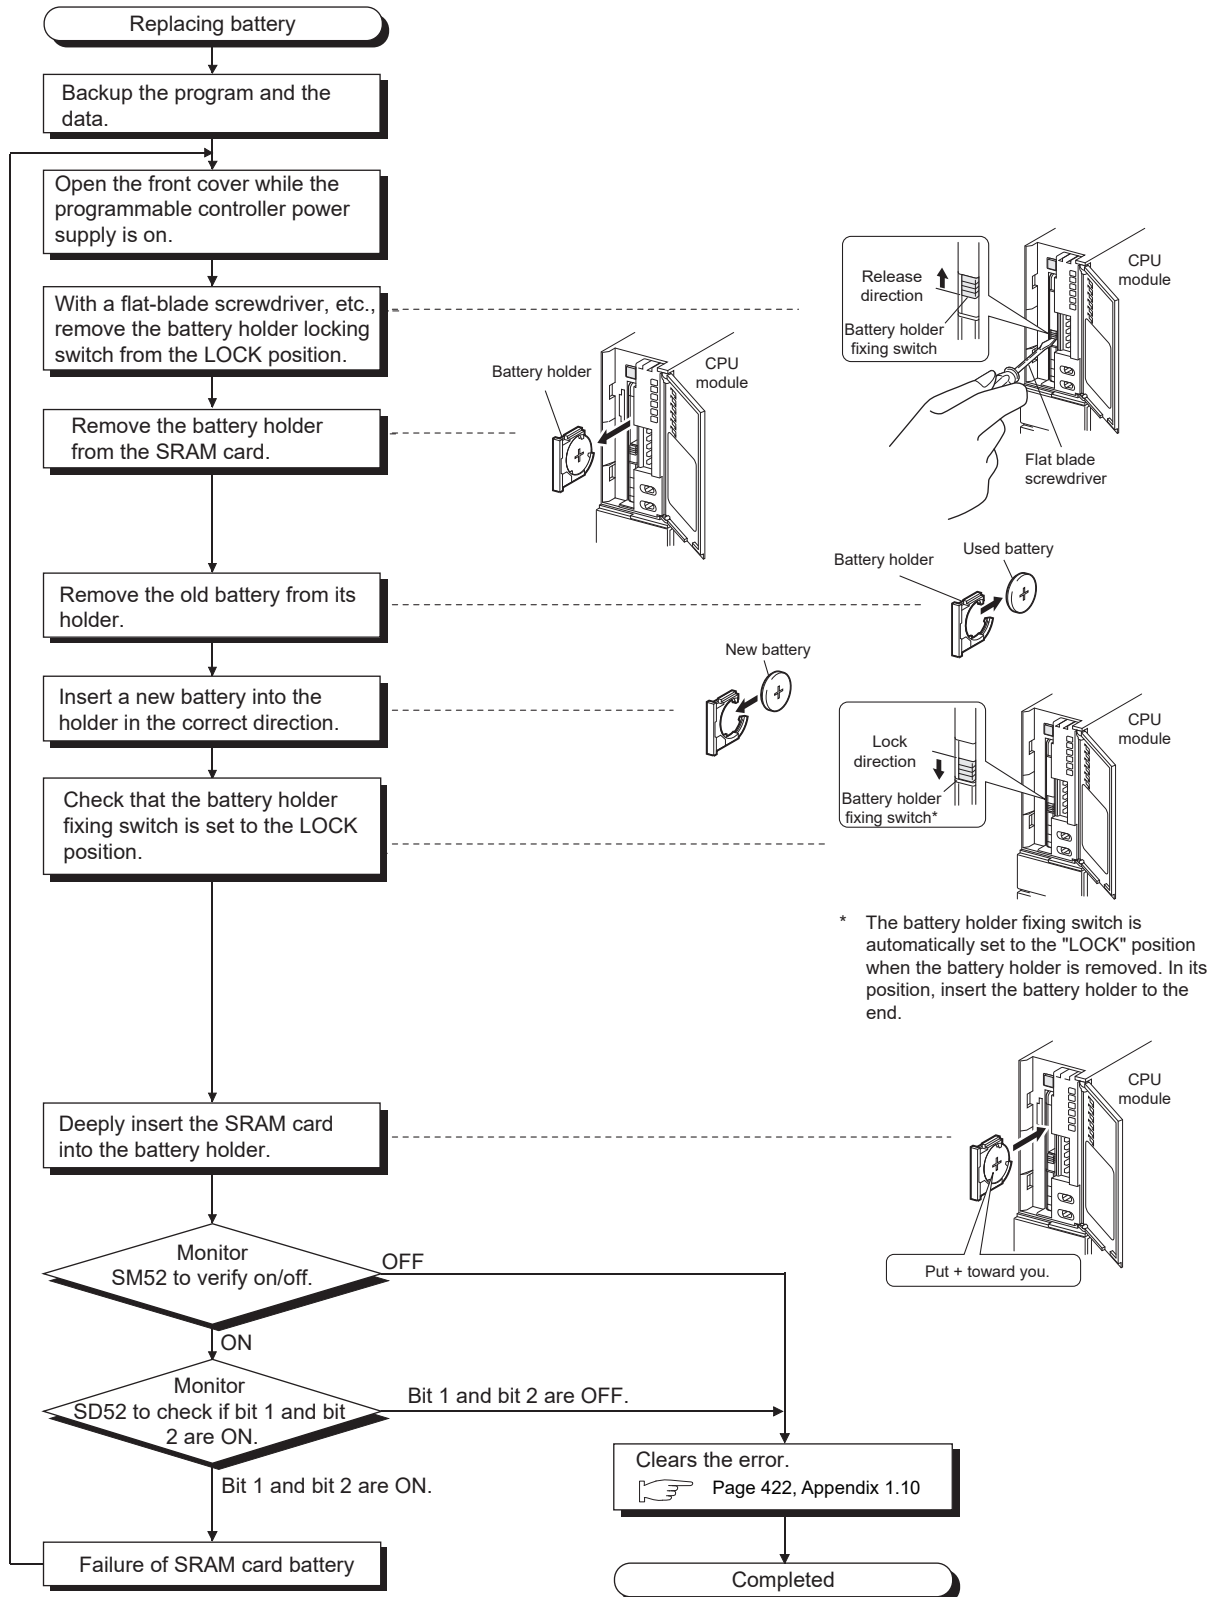 Replacing battery
Backup the program and the
data.
Open the front cover while the
programmable controller power
supply is on.
With a flat-blade screwdriver, etc.,
remove the battery holder locking
switch from the LOCK position.
Release
direction
Battery holder
fixing switch
CPU
module
Flat blade
screwdriver
Remove the battery holder
from the SRAM card.
Battery holder
CPU
module
Remove the old battery from its
holder.
Battery holder
Used battery
Insert a new battery into the
holder in the correct direction.
New battery
Check that the battery holder
fixing switch is set to the LOCK
position.
Lock
direction
Battery holder
fixing switch*
CPU
module
* The battery holder fixing switch is
automatically set to the "LOCK" position
when the battery holder is removed. In its
position, insert the battery holder to the
end.
Deeply insert the SRAM card
into the battery holder.
CPU
module
Put + toward you.
Monitor
SM52 to verify on/off.
OFF
ON
Monitor
SD52 to check if bit 1 and bit
2 are ON.
Bit 1 and bit 2 are OFF.
Bit 1 and bit 2 are ON.
Clears the error.
Page 422, Appendix 1.10
Failure of SRAM card battery
Completed